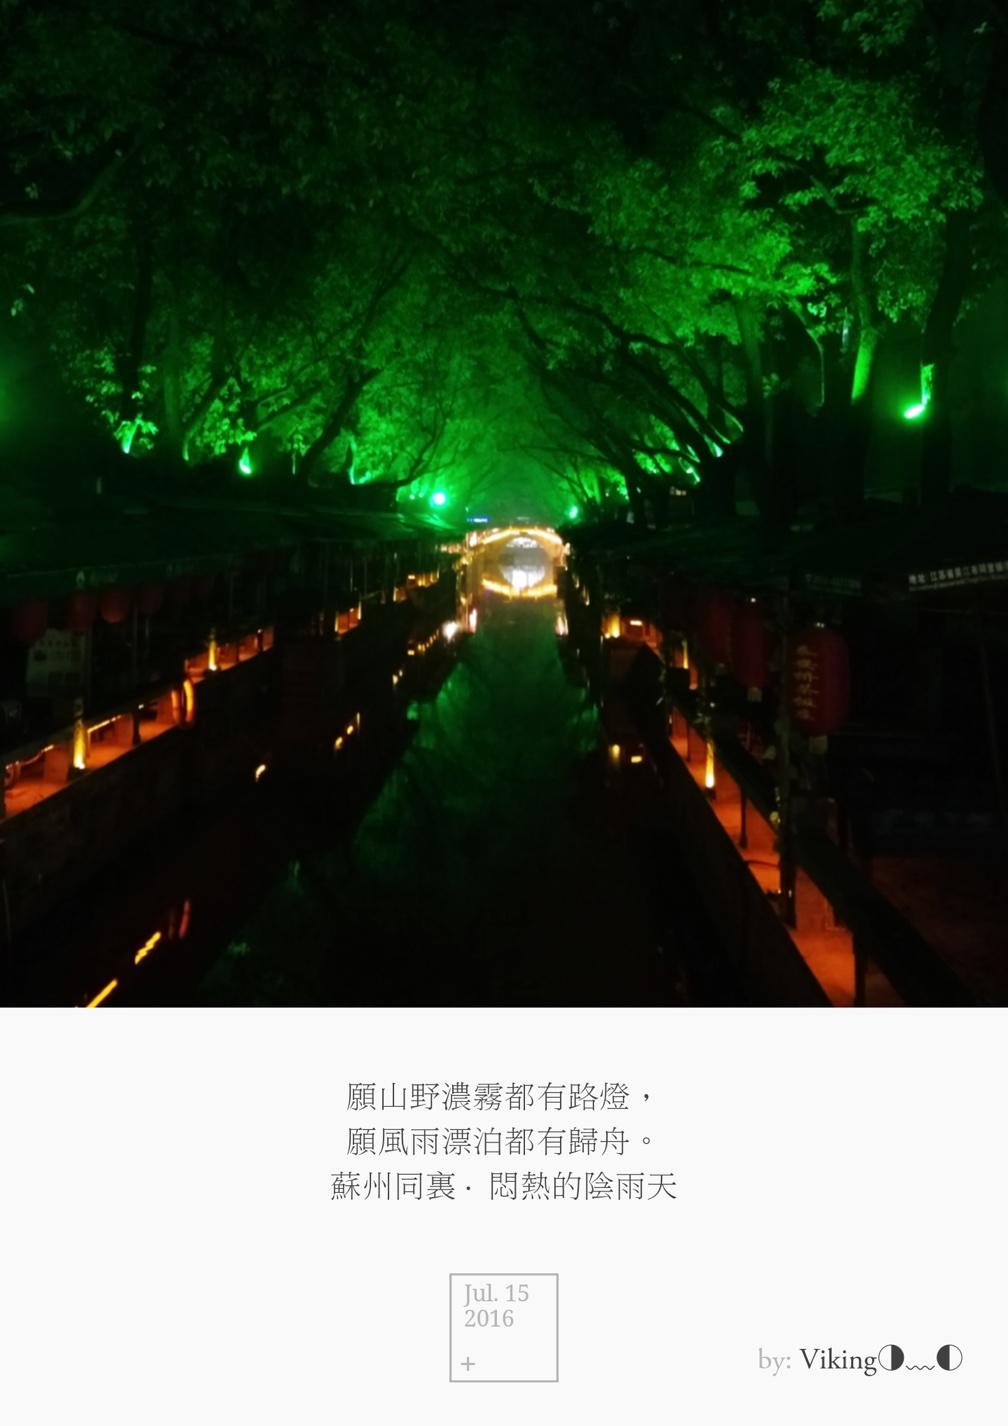 願山野濃霧都有路燈，
願風雨漂泊都有歸舟。
蘇州同裏 · 悶熱的陰雨天
Jul. 15
2016
+
by: Viking◑﹏◐